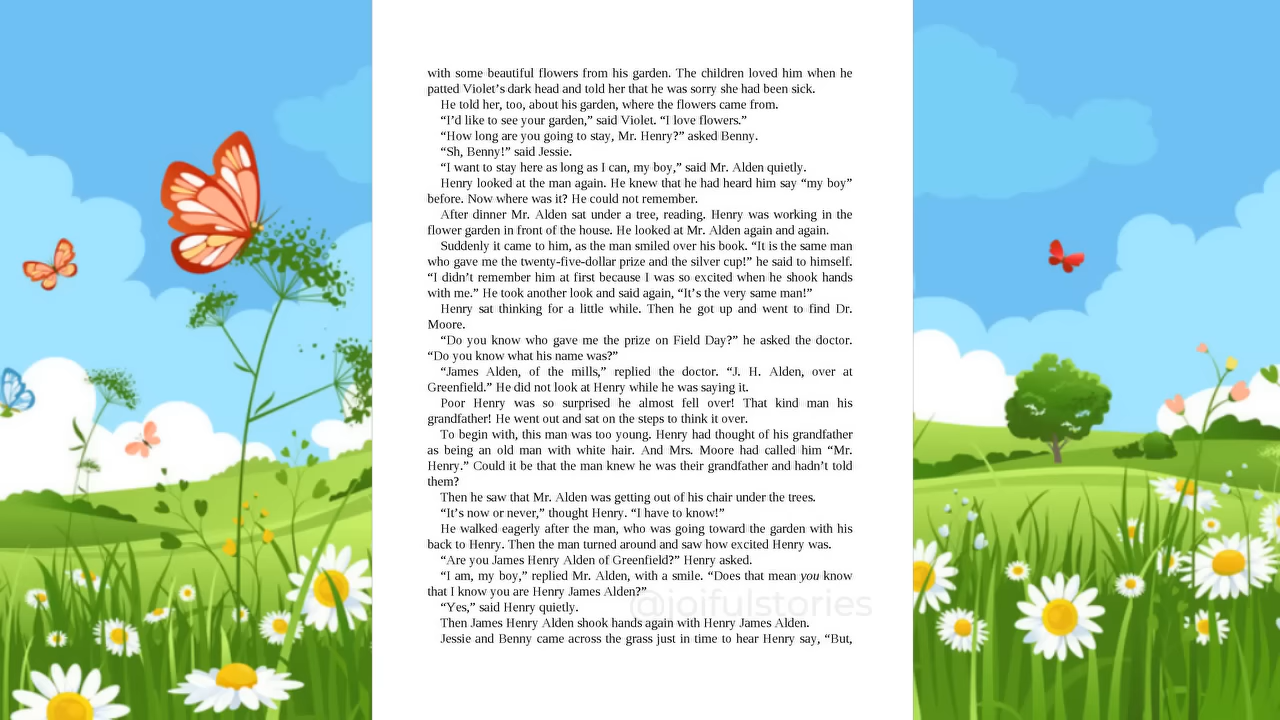 with some beautiful flowers from his garden. The children loved him when he
patted Violet’s dark head and told her that he was sorry she had been sick.
He told her, too, about his garden, where the flowers came from.
“I’d like to see your garden,” said Violet. “I love flowers.”
“How long are you going to stay, Mr. Henry?” asked Benny.
“Sh, Benny!” said Jessie.
“I want to stay here as long as I can, my boy,” said Mr. Alden quietly.
Henry looked at the man again. He knew that he had heard him say “my boy”
before. Now where was it? He could not remember.
After dinner Mr. Alden sat under a tree, reading. Henry was working in the
flower garden in front of the house. He looked at Mr. Alden again and again.
Suddenly it came to him, as the man smiled over his book. “It is the same man
who gave me the twenty-five-dollar prize and the silver cup!” he said to himself.
“I didn’t remember him at first because I was so excited when he shook hands
with me.” He took another look and said again, “It’s the very same man!”
Henry sat thinking for a little while. Then he got up and went to find Dr.
Moore.
“Do you know who gave me the prize on Field Day?” he asked the doctor.
“Do you know what his name was?”
“James Alden, of the mills,” replied the doctor. “J. H. Alden, over at
Greenfield.” He did not look at Henry while he was saying it.
Poor Henry was so surprised he almost fell over! That kind man his
grandfather! He went out and sat on the steps to think it over.
To begin with, this man was too young. Henry had thought of his grandfather
as being an old man with white hair. And Mrs. Moore had called him “Mr.
Henry.” Could it be that the man knew he was their grandfather and hadn’t told
them?
Then he saw that Mr. Alden was getting out of his chair under the trees.
“It’s now or never,” thought Henry. “I have to know!”
He walked eagerly after the man, who was going toward the garden with his
back to Henry. Then the man turned around and saw how excited Henry was.
“Are you James Henry Alden of Greenfield?” Henry asked.
“I am, my boy,” replied Mr. Alden, with a smile. “Does that mean you know
that I know you are Henry James Alden?”
“Yes,” said Henry quietly.
@joifulstories
Then James Henry Alden shook hands again with Henry James Alden.
Jessie and Benny came across the grass just in time to hear Henry say, “But,